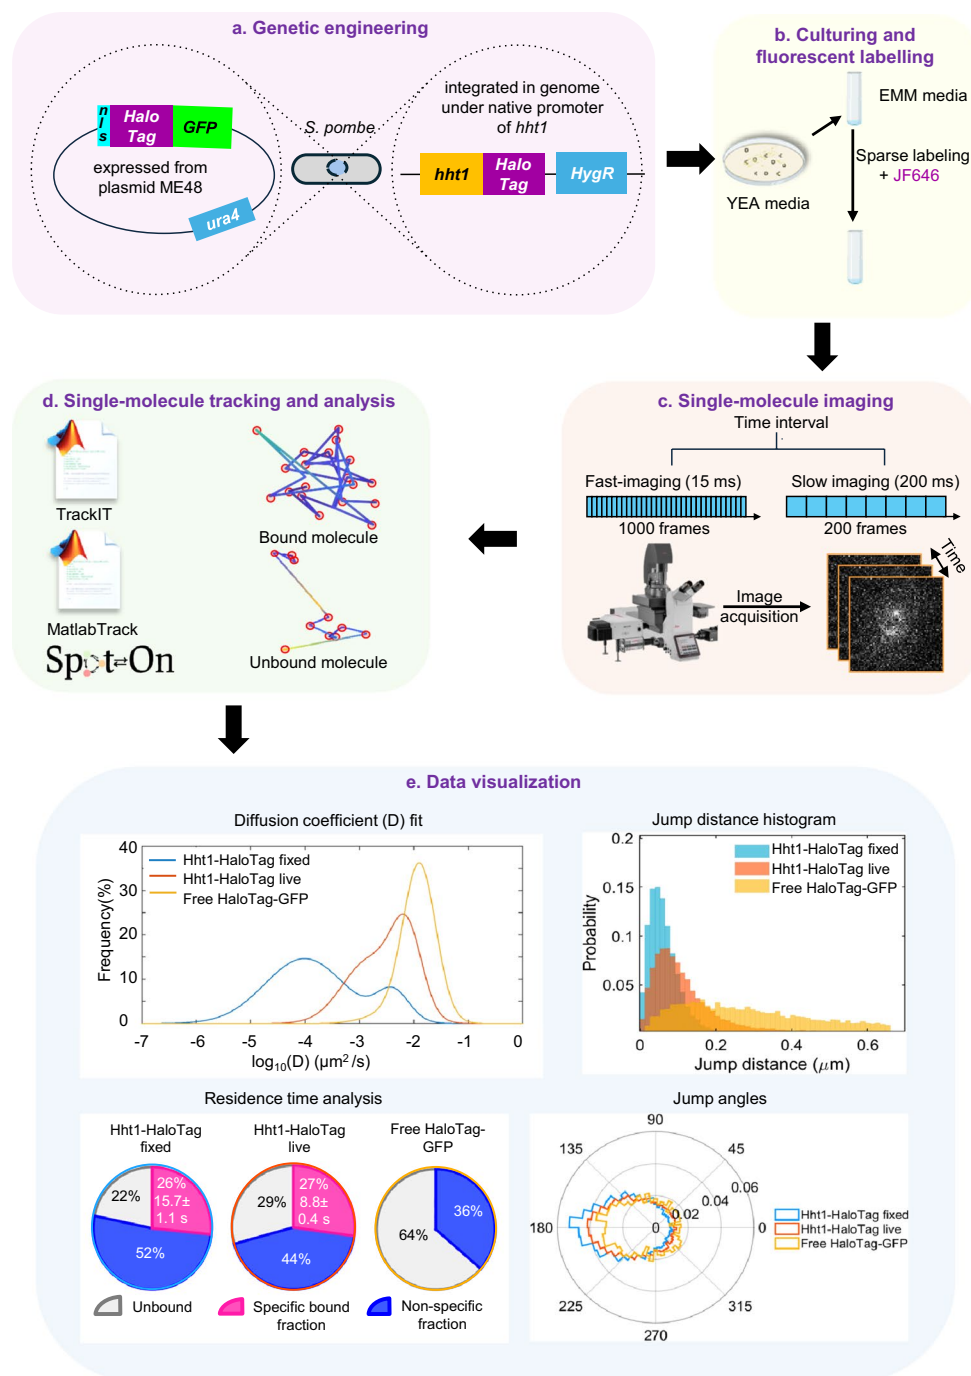 a. Genetic engineering
nls
Halo
Tag
GFP
expressed from
plasmid ME48
ura4
S. pombe
integrated in genome
under native promoter
of hht1
hht1
Halo
Tag
HygR
b. Culturing and
fluorescent labelling
EMM media
Sparse labeling
+ JF646
YEA media
c. Single-molecule imaging
Time interval
Fast-imaging (15 ms)
Slow imaging (200 ms)
1000 frames
200 frames
Image
acquisition
Time
d. Single-molecule tracking and analysis
TrackIT
MatlabTrack
Spot-On
Bound molecule
Unbound molecule
e. Data visualization
Diffusion coefficient (D) fit
Frequency(%)
40
30
20
10
0
Hht1-HaloTag fixed
Hht1-HaloTag live
Free HaloTag-GFP
-7 -6 -5 -4 -3 -2 -1 0
log10(D) (µm²/s)
Jump distance histogram
Probability
0.2
0.15
0.1
0.05
Hht1-HaloTag fixed
Hht1-HaloTag live
Free HaloTag-GFP
0 0.2 0.4 0.6
Jump distance (µm)
Residence time analysis
Hht1-HaloTag
fixed
22%
26%
15.7±
1.1 s
52%
Hht1-HaloTag
live
29%
27%
8.8±
0.4 s
44%
Free HaloTag-
GFP
36%
64%
Unbound
Specific bound
fraction
Non-specific
fraction
Jump angles
90
135
45
180
0
225
315
270
0
0.02
0.04
0.06
Hht1-HaloTag fixed
Hht1-HaloTag live
Free HaloTag-GFP